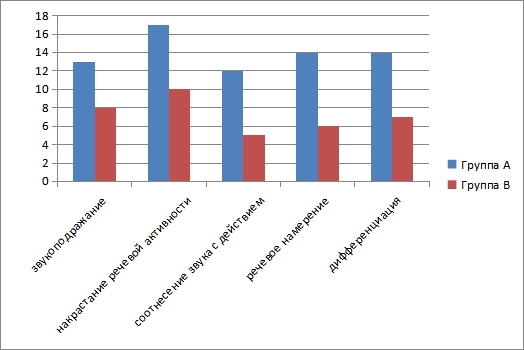 18
16
14
12
10
8
6
4
2
0
звукоподражание
накрастание речевой активности
соотнесение звука с действием
речевое намерение
дифференциация
Группа А
Группа В